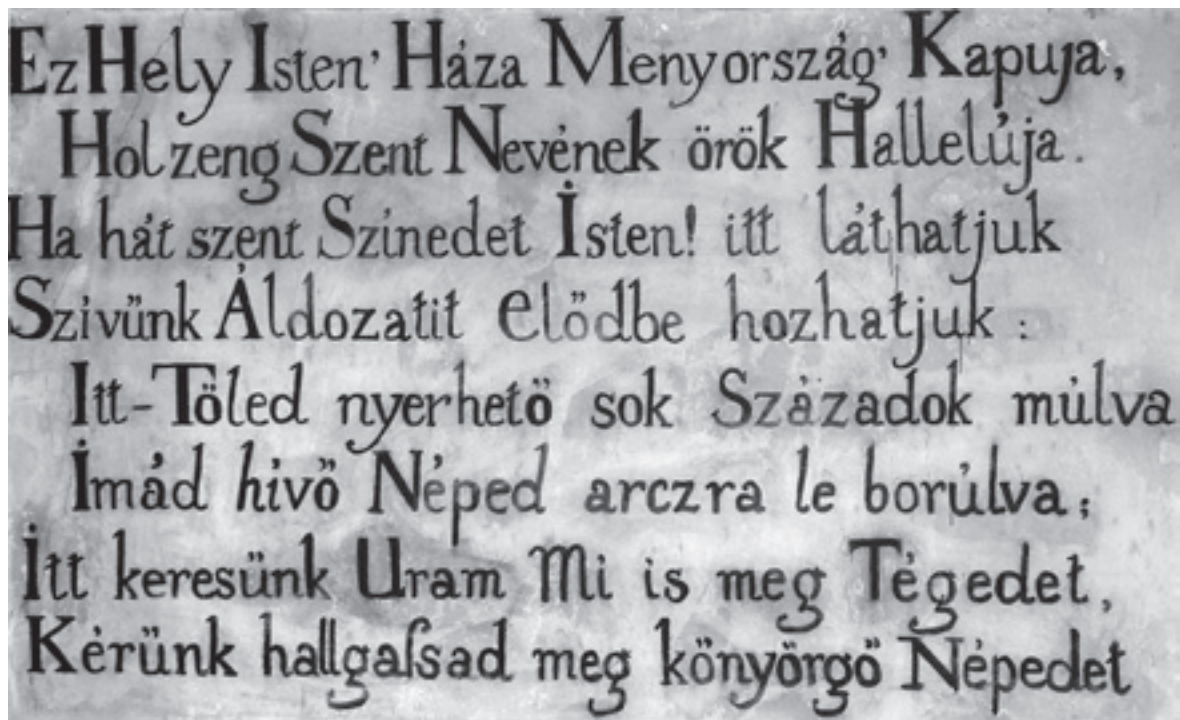 Ez Hely Isten' Háza Menyország' Kapuja,
Hol zeng Szent Nevének örök Hallelúja.
Ha hát szent Színedet Isten! itt láthatjuk
Szivünk Áldozatit elödbe hozhatjuk :
Itt-Töled nyerhetö sok Századok múlva
Imád hivö Néped arczra le borúlva;
Itt keresünk Uram Mi is meg Tégedet,
Kérünk hallgaſsad meg könyörgö Népedet